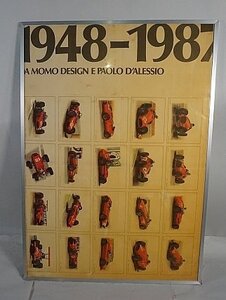 1948-1987
A MOMO DESIGN E PAOLO D'ALESSIO